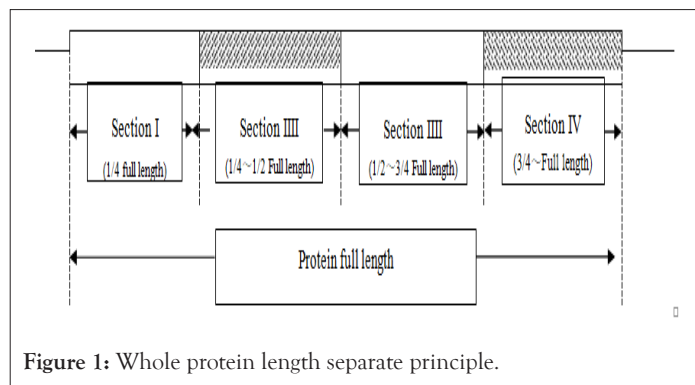 Section I
(1/4 full length)
Section IIII
(1/4～1/2 Full length)
Section IIII
(1/2～3/4 Full length)
Section IV
(3/4～Full length)
Protein full length
Figure 1: Whole protein length separate principle.